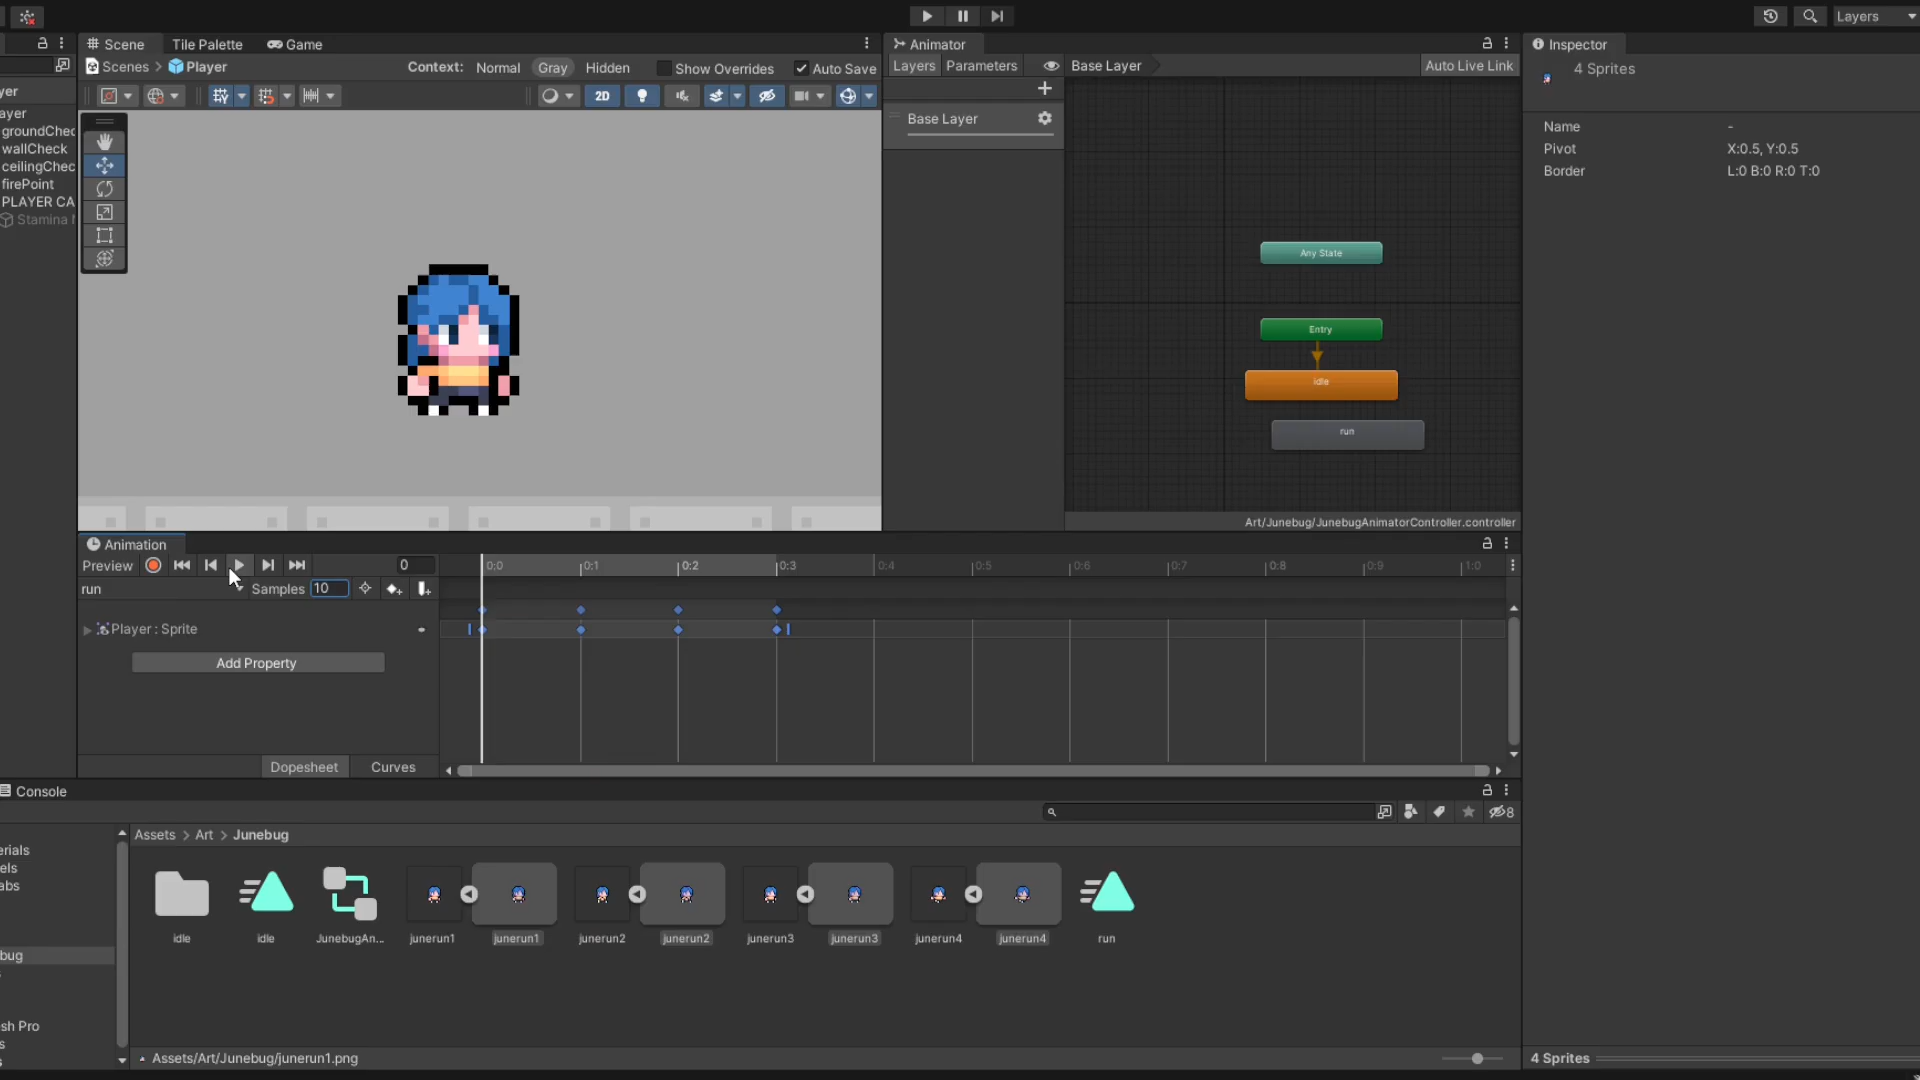 Layers
Scene
Tile Palette
Game
Scenes
Player
Context:
Normal
Gray
Hidden
Show Overrides
Auto Save
2D
yer
ayer
groundChec
wallCheck
ceilingChec
firePoint
PLAYER CA
Stamina
Animator
Layers
Parameters
Base Layer
Auto Live Link
Base Layer
Any State
Entry
idle
run
Art/Junebug/JunebugAnimatorController.controller
Inspector
4 Sprites
Name -
Pivot X:0.5, Y:0.5
Border L:0 B:0 R:0 T:0
Animation
Preview
0
run
Samples 10
0:0 0:1 0:2 0:3 0:4 0:5 0:6 0:7 0:8 0:9 1:0
Player : Sprite
Add Property
Dopesheet
Curves
Console
8
Assets > Art > Junebug
erials
els
abs
bug
sh Pro
s
idle
idle
JunebugAn...
junerun1
junerun1
junerun2
junerun2
junerun3
junerun3
junerun4
junerun4
run
Assets/Art/Junebug/junerun1.png
4 Sprites